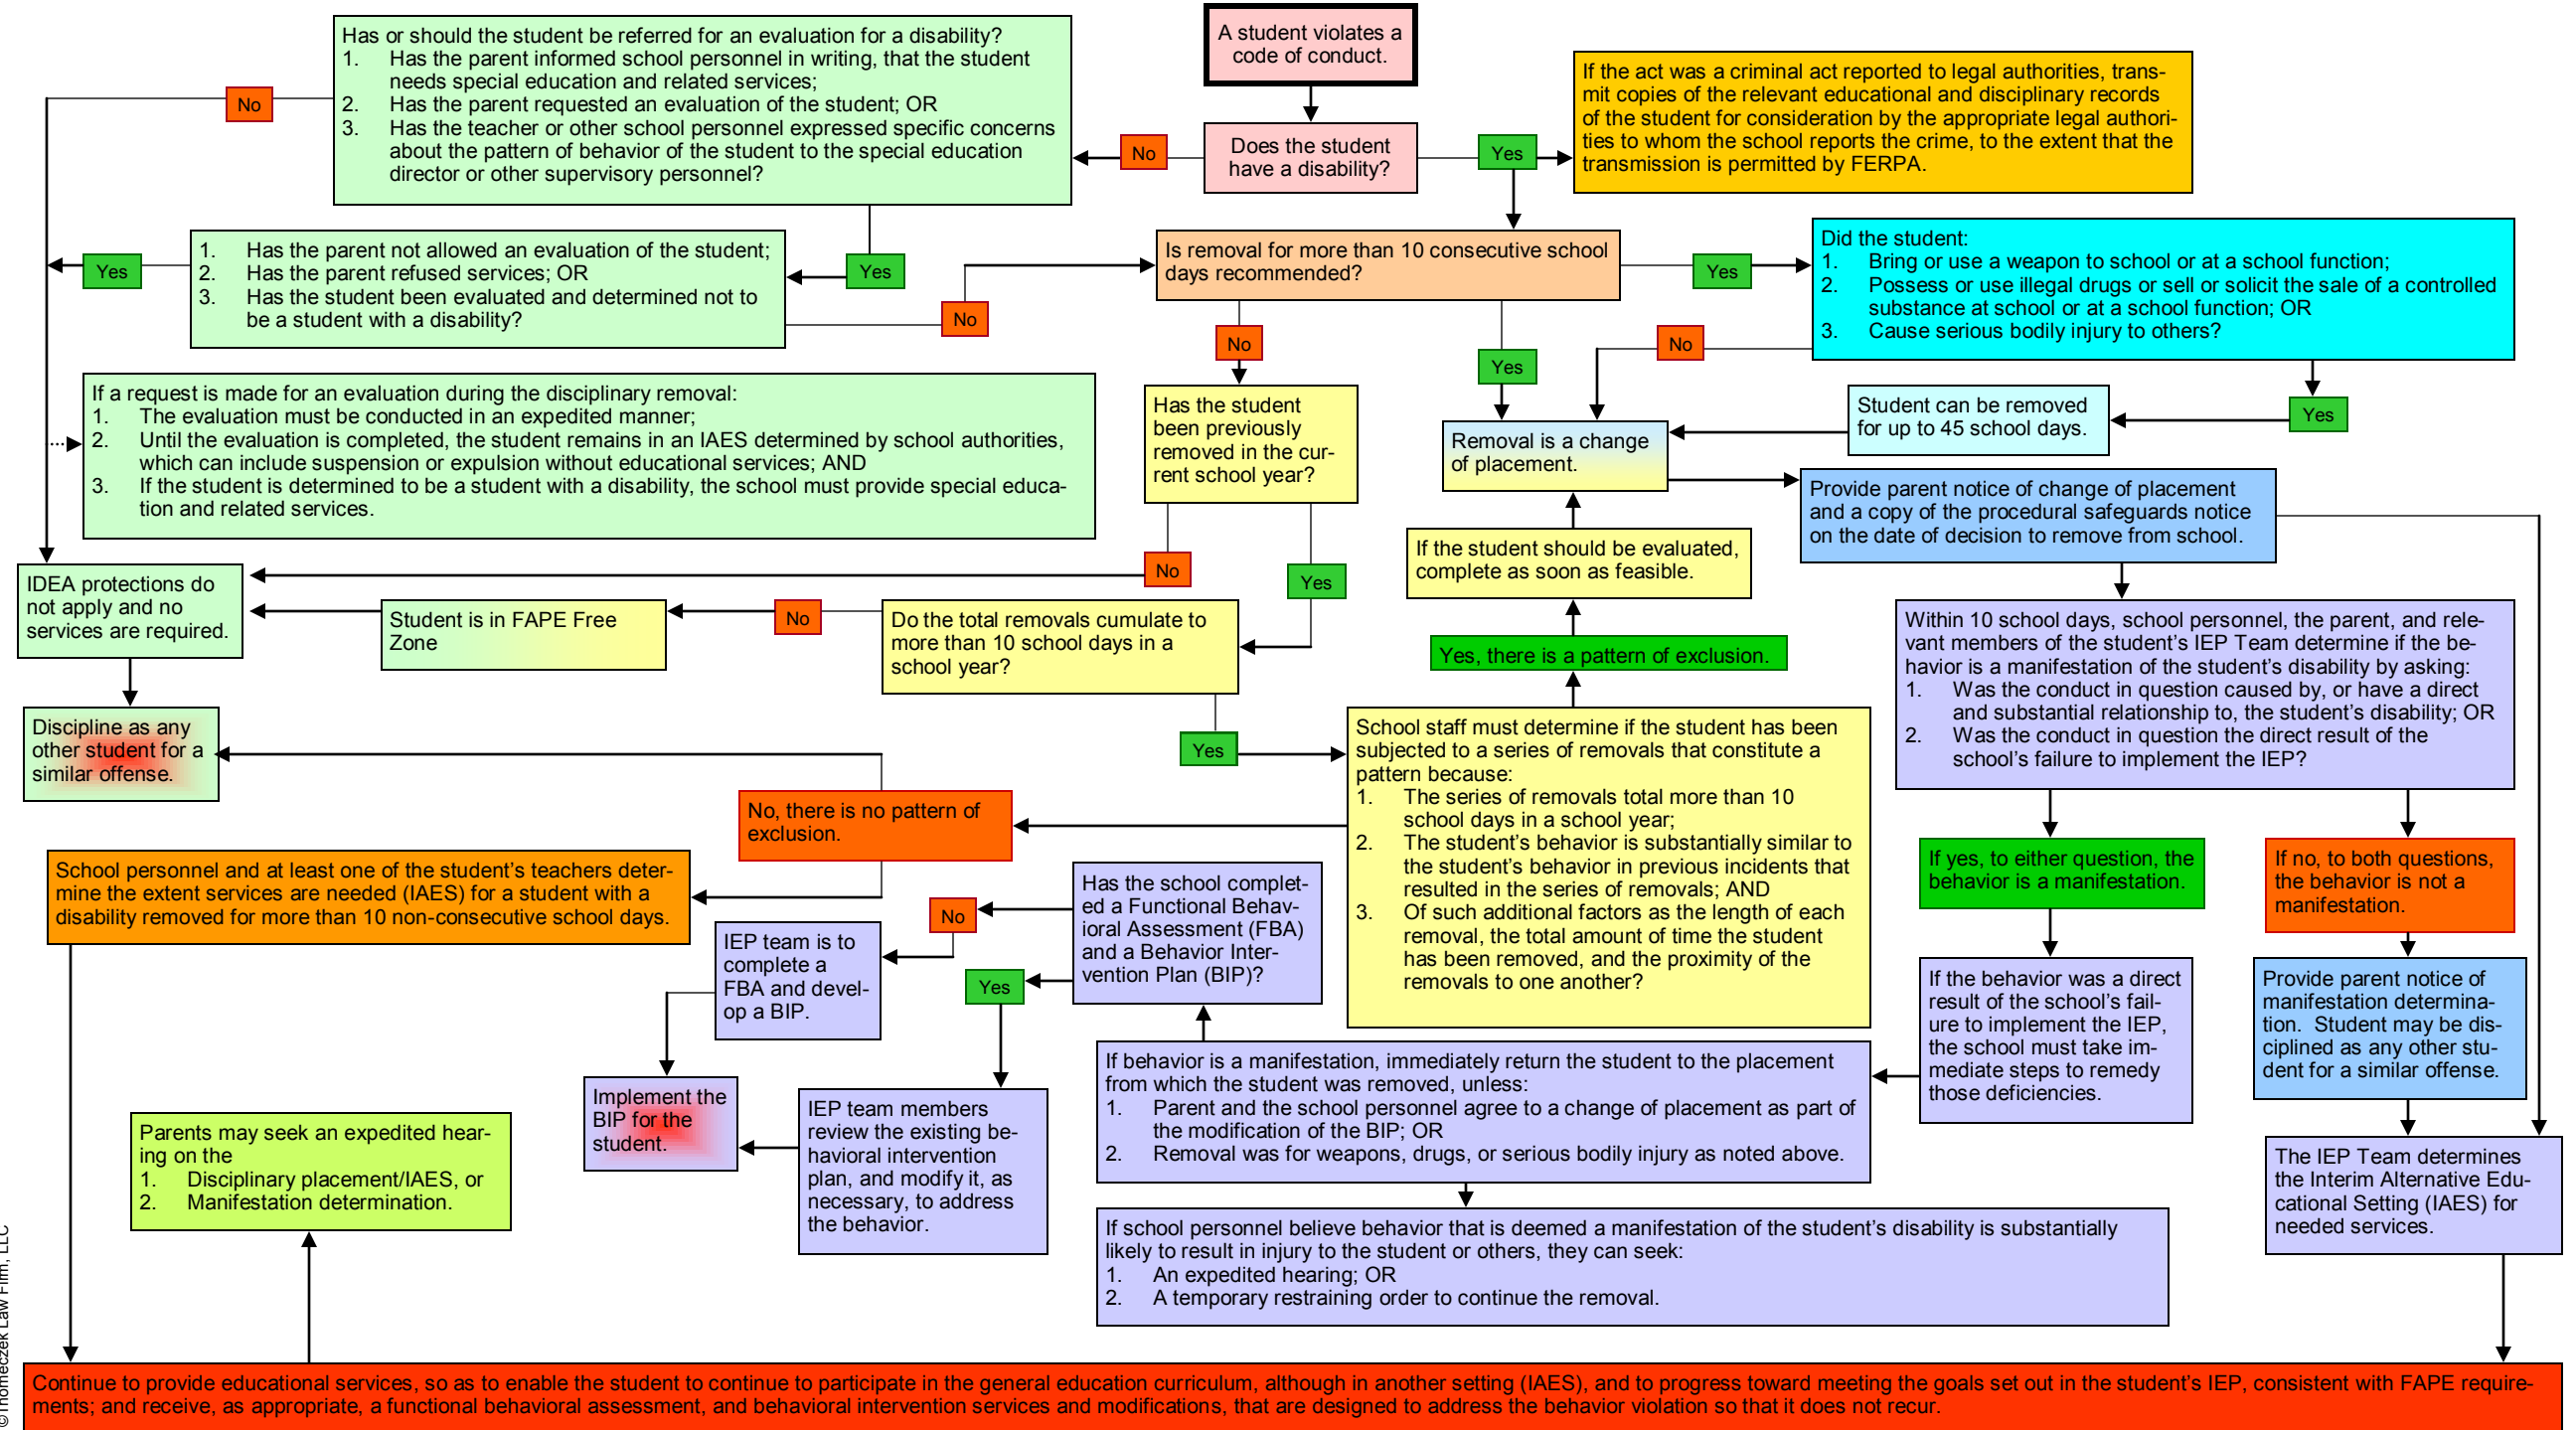 A student violates a
code of conduct.
Does the student
have a disability?
No
Yes
If the act was a criminal act reported to legal authorities, trans-
mit copies of the relevant educational and disciplinary records
of the student for consideration by the appropriate legal authori-
ties to whom the school reports the crime, to the extent that the
transmission is permitted by FERPA.
Has or should the student be referred for an evaluation for a disability?
1. Has the parent informed school personnel in writing, that the student
needs special education and related services;
2. Has the parent requested an evaluation of the student; OR
3. Has the teacher or other school personnel expressed specific concerns
about the pattern of behavior of the student to the special education
director or other supervisory personnel?
No
Yes
1. Has the parent not allowed an evaluation of the student;
2. Has the parent refused services; OR
3. Has the student been evaluated and determined not to
be a student with a disability?
Yes
No
Is removal for more than 10 consecutive school
days recommended?
Yes
No
Yes
Did the student:
1. Bring or use a weapon to school or at a school function;
2. Possess or use illegal drugs or sell or solicit the sale of a controlled
substance at school or at a school function; OR
3. Cause serious bodily injury to others?
No
Yes
Student can be removed
for up to 45 school days.
Removal is a change
of placement.
If a request is made for an evaluation during the disciplinary removal:
1. The evaluation must be conducted in an expedited manner;
2. Until the evaluation is completed, the student remains in an IAES determined by school authorities,
which can include suspension or expulsion without educational services; AND
3. If the student is determined to be a student with a disability, the school must provide special educa-
tion and related services.
Has the student
been previously
removed in the cur-
rent school year?
No
Yes
IDEA protections do
not apply and no
services are required.
Student is in FAPE Free
Zone
No
Do the total removals cumulate to
more than 10 school days in a
school year?
Yes
If the student should be evaluated,
complete as soon as feasible.
Yes, there is a pattern of exclusion.
Provide parent notice of change of placement
and a copy of the procedural safeguards notice
on the date of decision to remove from school.
Within 10 school days, school personnel, the parent, and rele-
vant members of the student's IEP Team determine if the be-
havior is a manifestation of the student's disability by asking:
1. Was the conduct in question caused by, or have a direct
and substantial relationship to, the student's disability; OR
2. Was the conduct in question the direct result of the
school's failure to implement the IEP?
Discipline as any
other student for a
similar offense.
No, there is no pattern of
exclusion.
School staff must determine if the student has been
subjected to a series of removals that constitute a
pattern because:
1. The series of removals total more than 10
school days in a school year;
2. The student's behavior is substantially similar to
the student's behavior in previous incidents that
resulted in the series of removals; AND
3. Of such additional factors as the length of each
removal, the total amount of time the student
has been removed, and the proximity of the
removals to one another?
School personnel and at least one of the student's teachers deter-
mine the extent services are needed (IAES) for a student with a
disability removed for more than 10 non-consecutive school days.
Has the school complet-
ed a Functional Behav-
ioral Assessment (FBA)
and a Behavior Inter-
vention Plan (BIP)?
No
Yes
IEP team is to
complete a
FBA and devel-
op a BIP.
Implement the
BIP for the
student.
IEP team members
review the existing be-
havioral intervention
plan, and modify it, as
necessary, to address
the behavior.
If yes, to either question, the
behavior is a manifestation.
If no, to both questions,
the behavior is not a
manifestation.
If the behavior was a direct
result of the school's fail-
ure to implement the IEP,
the school must take im-
mediate steps to remedy
those deficiencies.
Provide parent notice of
manifestation determina-
tion. Student may be dis-
ciplined as any other stu-
dent for a similar offense.
If behavior is a manifestation, immediately return the student to the placement
from which the student was removed, unless:
1. Parent and the school personnel agree to a change of placement as part of
the modification of the BIP; OR
2. Removal was for weapons, drugs, or serious bodily injury as noted above.
The IEP Team determines
the Interim Alternative Edu-
cational Setting (IAES) for
needed services.
Parents may seek an expedited hear-
ing on the
1. Disciplinary placement/IAES, or
2. Manifestation determination.
If school personnel believe behavior that is deemed a manifestation of the student's disability is substantially
likely to result in injury to the student or others, they can seek:
1. An expedited hearing; OR
2. A temporary restraining order to continue the removal.
Continue to provide educational services, so as to enable the student to continue to participate in the general education curriculum, although in another setting (IAES), and to progress toward meeting the goals set out in the student's IEP, consistent with FAPE require-
ments; and receive, as appropriate, a functional behavioral assessment, and behavioral intervention services and modifications, that are designed to address the behavior violation so that it does not recur.
©Thomeczek Law Firm, LLC